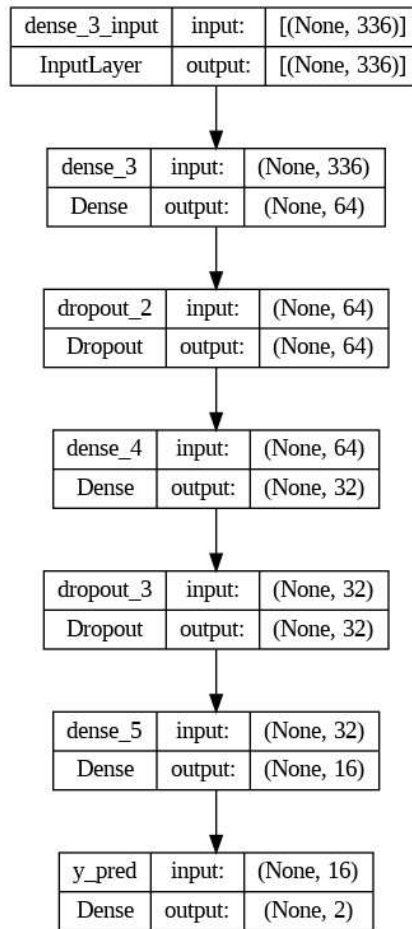 dense_3_input input: [(None, 336)]
InputLayer output: [(None, 336)]
dense_3 input: (None, 336)
Dense output: (None, 64)
dropout_2 input: (None, 64)
Dropout output: (None, 64)
dense_4 input: (None, 64)
Dense output: (None, 32)
dropout_3 input: (None, 32)
Dropout output: (None, 32)
dense_5 input: (None, 32)
Dense output: (None, 16)
y_pred input: (None, 16)
Dense output: (None, 2)